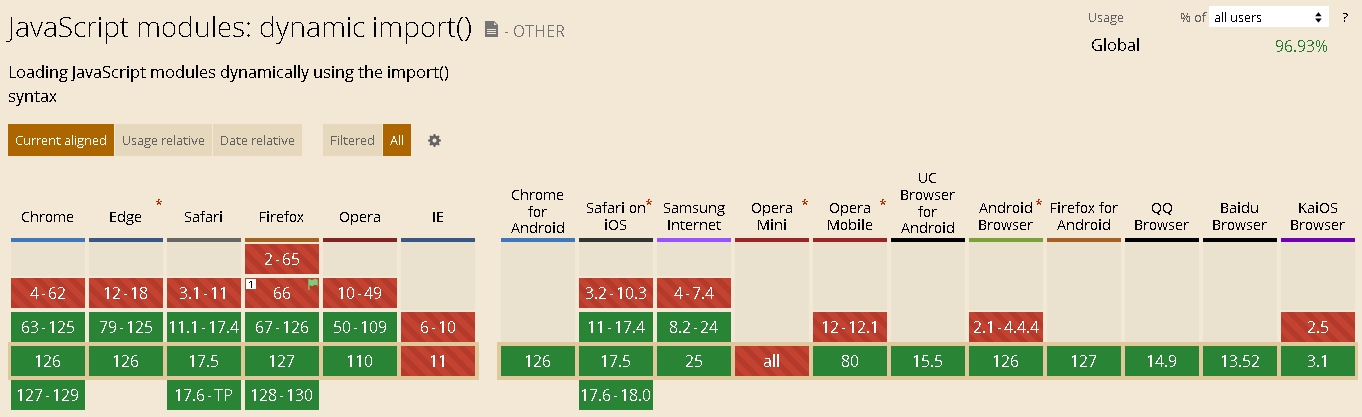 JavaScript modules: dynamic import() - OTHER
Usage % of all users ?
Global 96.93%
Loading JavaScript modules dynamically using the import()
syntax
Current aligned Usage relative Date relative Filtered All
Chrome Edge * Safari Firefox Opera IE Chrome for Android Safari on iOS * Samsung Internet Opera Mini * Opera Mobile * UC Browser for Android Android Browser * Firefox for Android QQ Browser Baidu Browser KaiOS Browser
2-65
4-62 12-18 3.1-11 1 66 10-49 3.2-10.3 4-7.4
63-125 79-125 11.1-17.4 67-126 50-109 6-10 11-17.4 8.2-24 12-12.1 2.1-4.4.4 2.5
126 126 17.5 127 110 11 126 17.5 25 all 80 15.5 126 127 14.9 13.52 3.1
127-129 17.6-TP 128-130 17.6-18.0